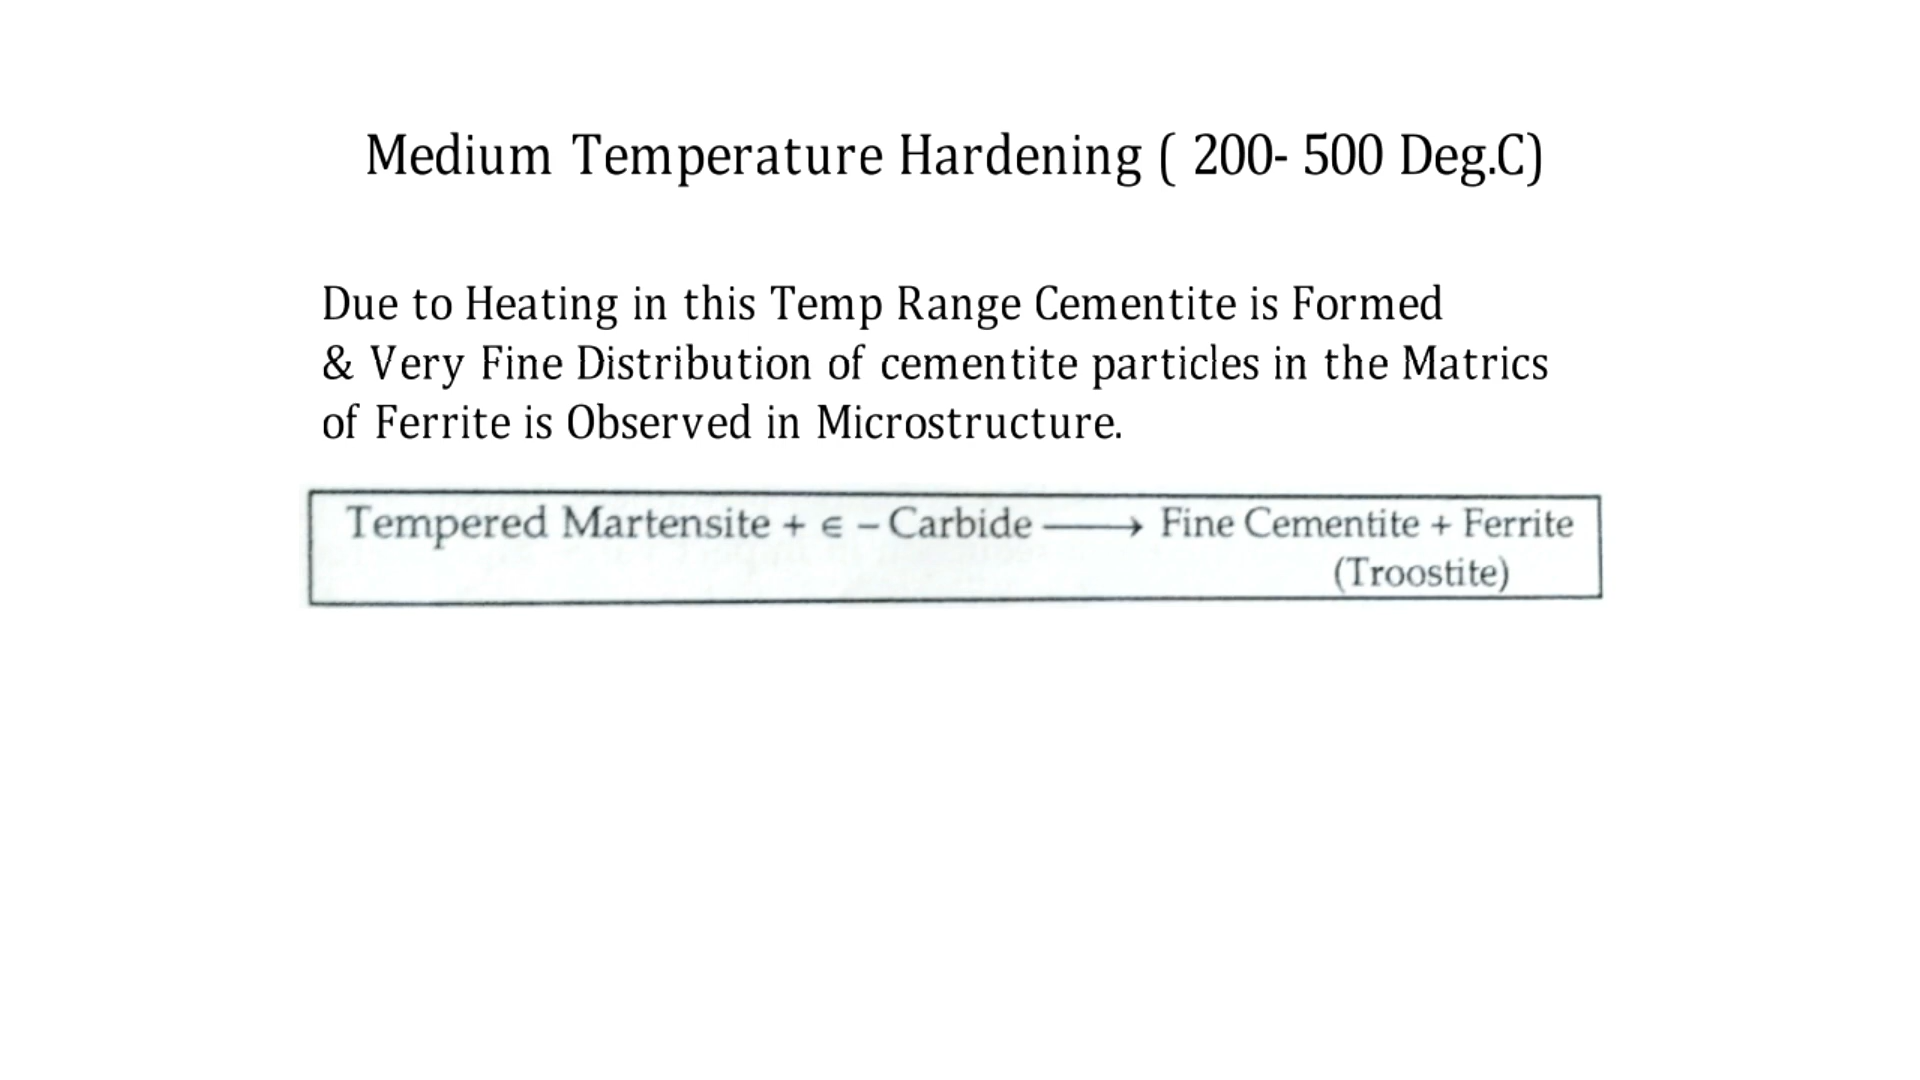 Medium Temperature Hardening ( 200- 500 Deg.C)
Due to Heating in this Temp Range Cementite is Formed
& Very Fine Distribution of cementite particles in the Matrics
of Ferrite is Observed in Microstructure.
Tempered Martensite + ∈ – Carbide ⟶ Fine Cementite + Ferrite
(Troostite)